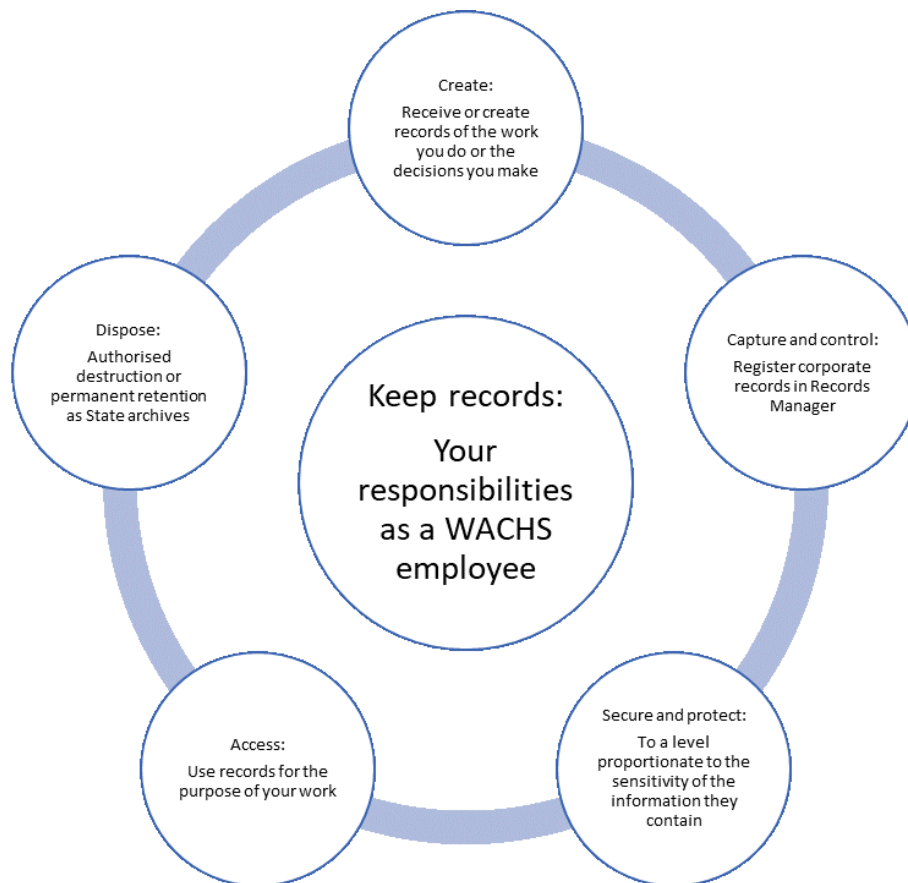 Create:
Receive or create
records of the work
you do or the
decisions you make
Capture and control:
Register corporate
records in Records
Manager
Secure and protect:
To a level
proportionate to the
sensitivity of the
information they
contain
Access:
Use records for the
purpose of your work
Dispose:
Authorised
destruction or
permanent retention
as State archives
Keep records:
Your
responsibilities
as a WACHS
employee